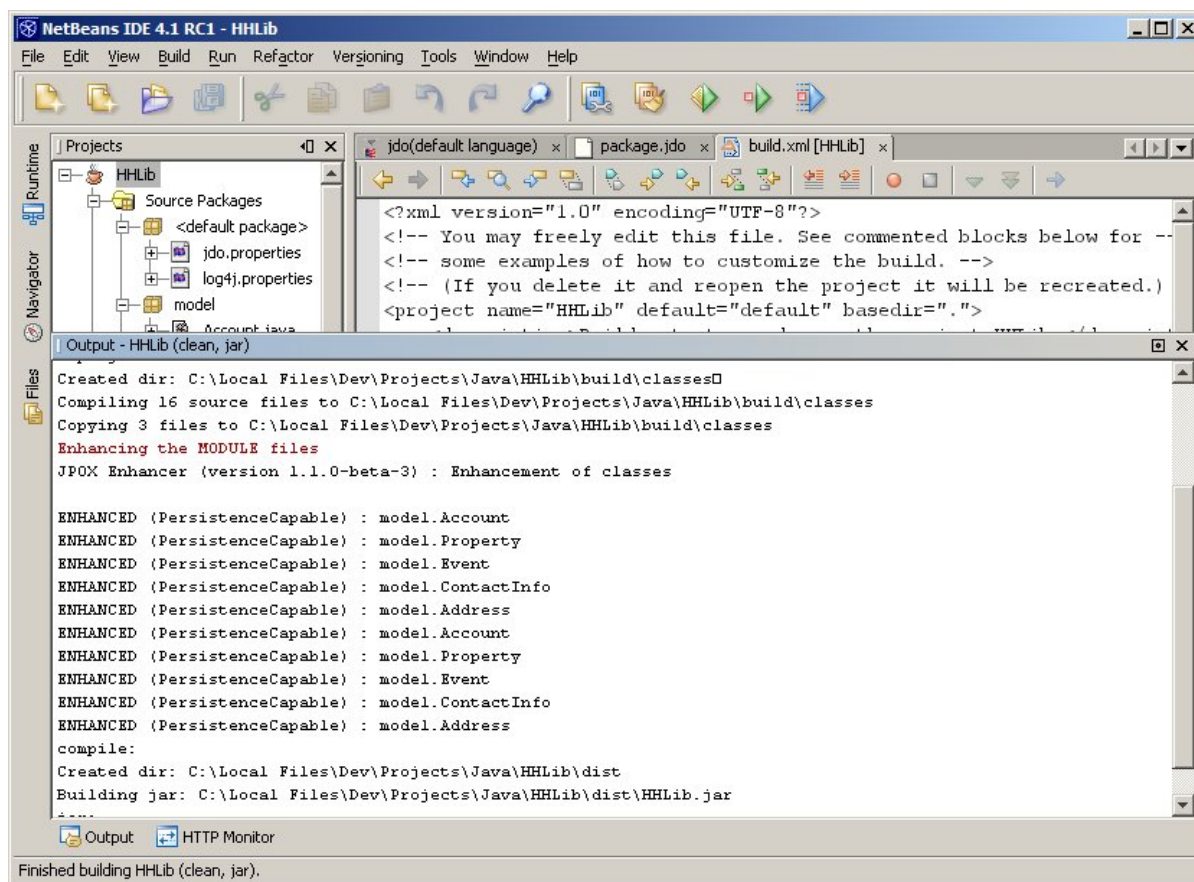 NetBeans IDE 4.1 RC1 - HHLib
File Edit View Build Run Refactor Versioning Tools Window Help
Runtime
Navigator
Files
Projects
HHLib
Source Packages
<default package>
jdo.properties
log4j.properties
model
Account.java
jdo(default language) package.jdo build.xml [HHLib]
<?xml version="1.0" encoding="UTF-8"?>
<!-- You may freely edit this file. See commented blocks below for --
<!-- some examples of how to customize the build. -->
<!-- (If you delete it and reopen the project it will be recreated.)
<project name="HHLib" default="default" basedir=".">
Output - HHLib (clean, jar)
Created dir: C:\Local Files\Dev\Projects\Java\HHLib\build\classes
Compiling 16 source files to C:\Local Files\Dev\Projects\Java\HHLib\build\classes
Copying 3 files to C:\Local Files\Dev\Projects\Java\HHLib\build\classes
Enhancing the MODULE files
JPOX Enhancer (version 1.1.0-beta-3) : Enhancement of classes
ENHANCED (PersistenceCapable) : model.Account
ENHANCED (PersistenceCapable) : model.Property
ENHANCED (PersistenceCapable) : model.Event
ENHANCED (PersistenceCapable) : model.ContactInfo
ENHANCED (PersistenceCapable) : model.Address
ENHANCED (PersistenceCapable) : model.Account
ENHANCED (PersistenceCapable) : model.Property
ENHANCED (PersistenceCapable) : model.Event
ENHANCED (PersistenceCapable) : model.ContactInfo
ENHANCED (PersistenceCapable) : model.Address
compile:
Created dir: C:\Local Files\Dev\Projects\Java\HHLib\dist
Building jar: C:\Local Files\Dev\Projects\Java\HHLib\dist\HHLib.jar
Output HTTP Monitor
Finished building HHLib (clean, jar).